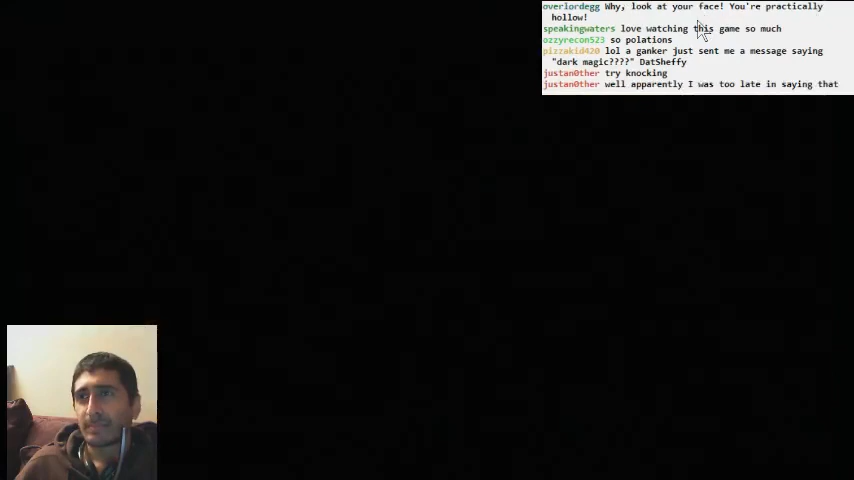 overlordegg Why, look at your face! You're practically
hollow!
speakingwaters love watching this game so much
ozzyrecon523 so polations
pizzakid420 lol a ganker just sent me a message saying
"dark magic????" DatSheffy
justan0ther try knocking
justan0ther well apparently I was too late in saying that